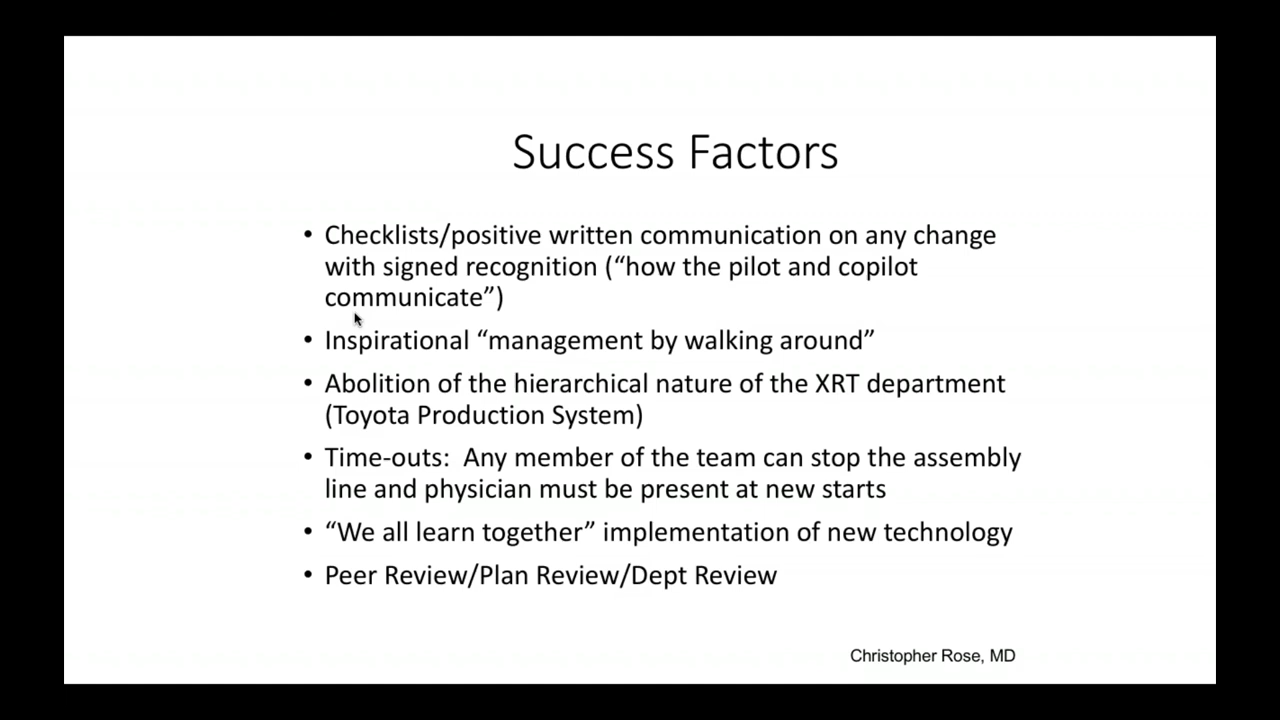 Success Factors
• Checklists/positive written communication on any change
with signed recognition (“how the pilot and copilot
communicate”)
• Inspirational “management by walking around”
• Abolition of the hierarchical nature of the XRT department
(Toyota Production System)
• Time-outs:  Any member of the team can stop the assembly
line and physician must be present at new starts
• “We all learn together” implementation of new technology
• Peer Review/Plan Review/Dept Review
Christopher Rose, MD